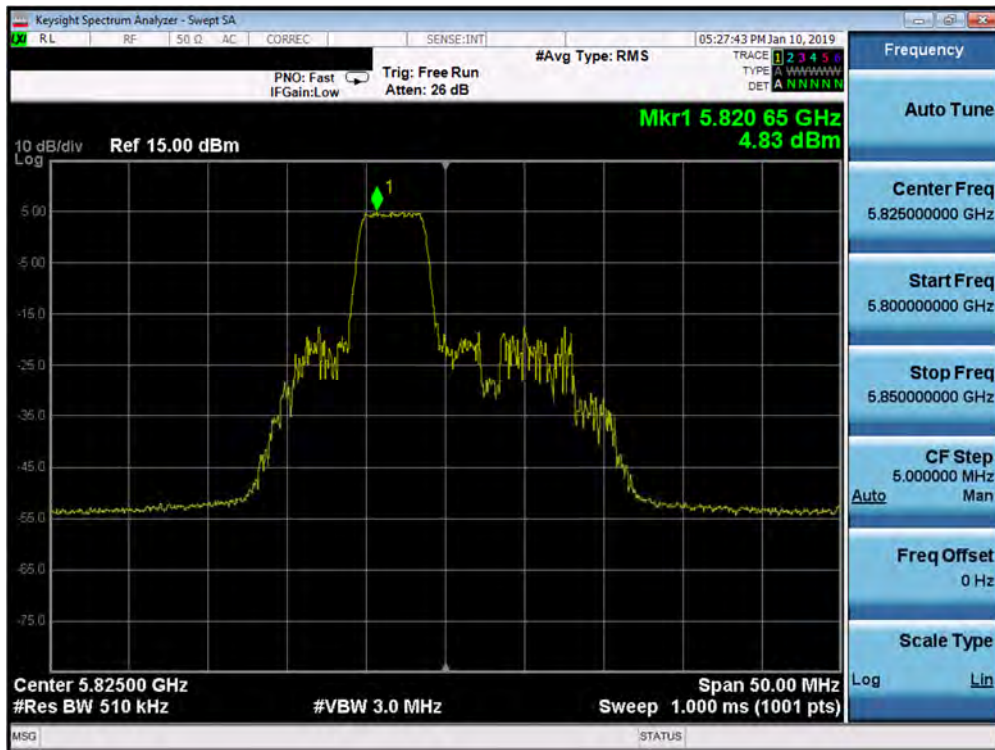 Keysight Spectrum Analyzer - Swept SA
LXI RL RF 50 Ω AC CORREC SENSE:INT 05:27:43 PM Jan 10, 2019
#Avg Type: RMS TRACE 1 2 3 4 5 6
PNO: Fast Trig: Free Run TYPE A WWWWW
IFGain:Low Atten: 26 dB DET A N N N N N
Mkr1 5.820 65 GHz
4.83 dBm
10 dB/div Ref 15.00 dBm
Log
1
5.00
-5.00
-15.0
-25.0
-35.0
-45.0
-55.0
-65.0
-75.0
Center 5.82500 GHz Span 50.00 MHz
#Res BW 510 kHz #VBW 3.0 MHz Sweep 1.000 ms (1001 pts)
MSG STATUS
Frequency
Auto Tune
Center Freq
5.825000000 GHz
Start Freq
5.800000000 GHz
Stop Freq
5.850000000 GHz
CF Step
5.000000 MHz
Auto Man
Freq Offset
0 Hz
Scale Type
Log Lin